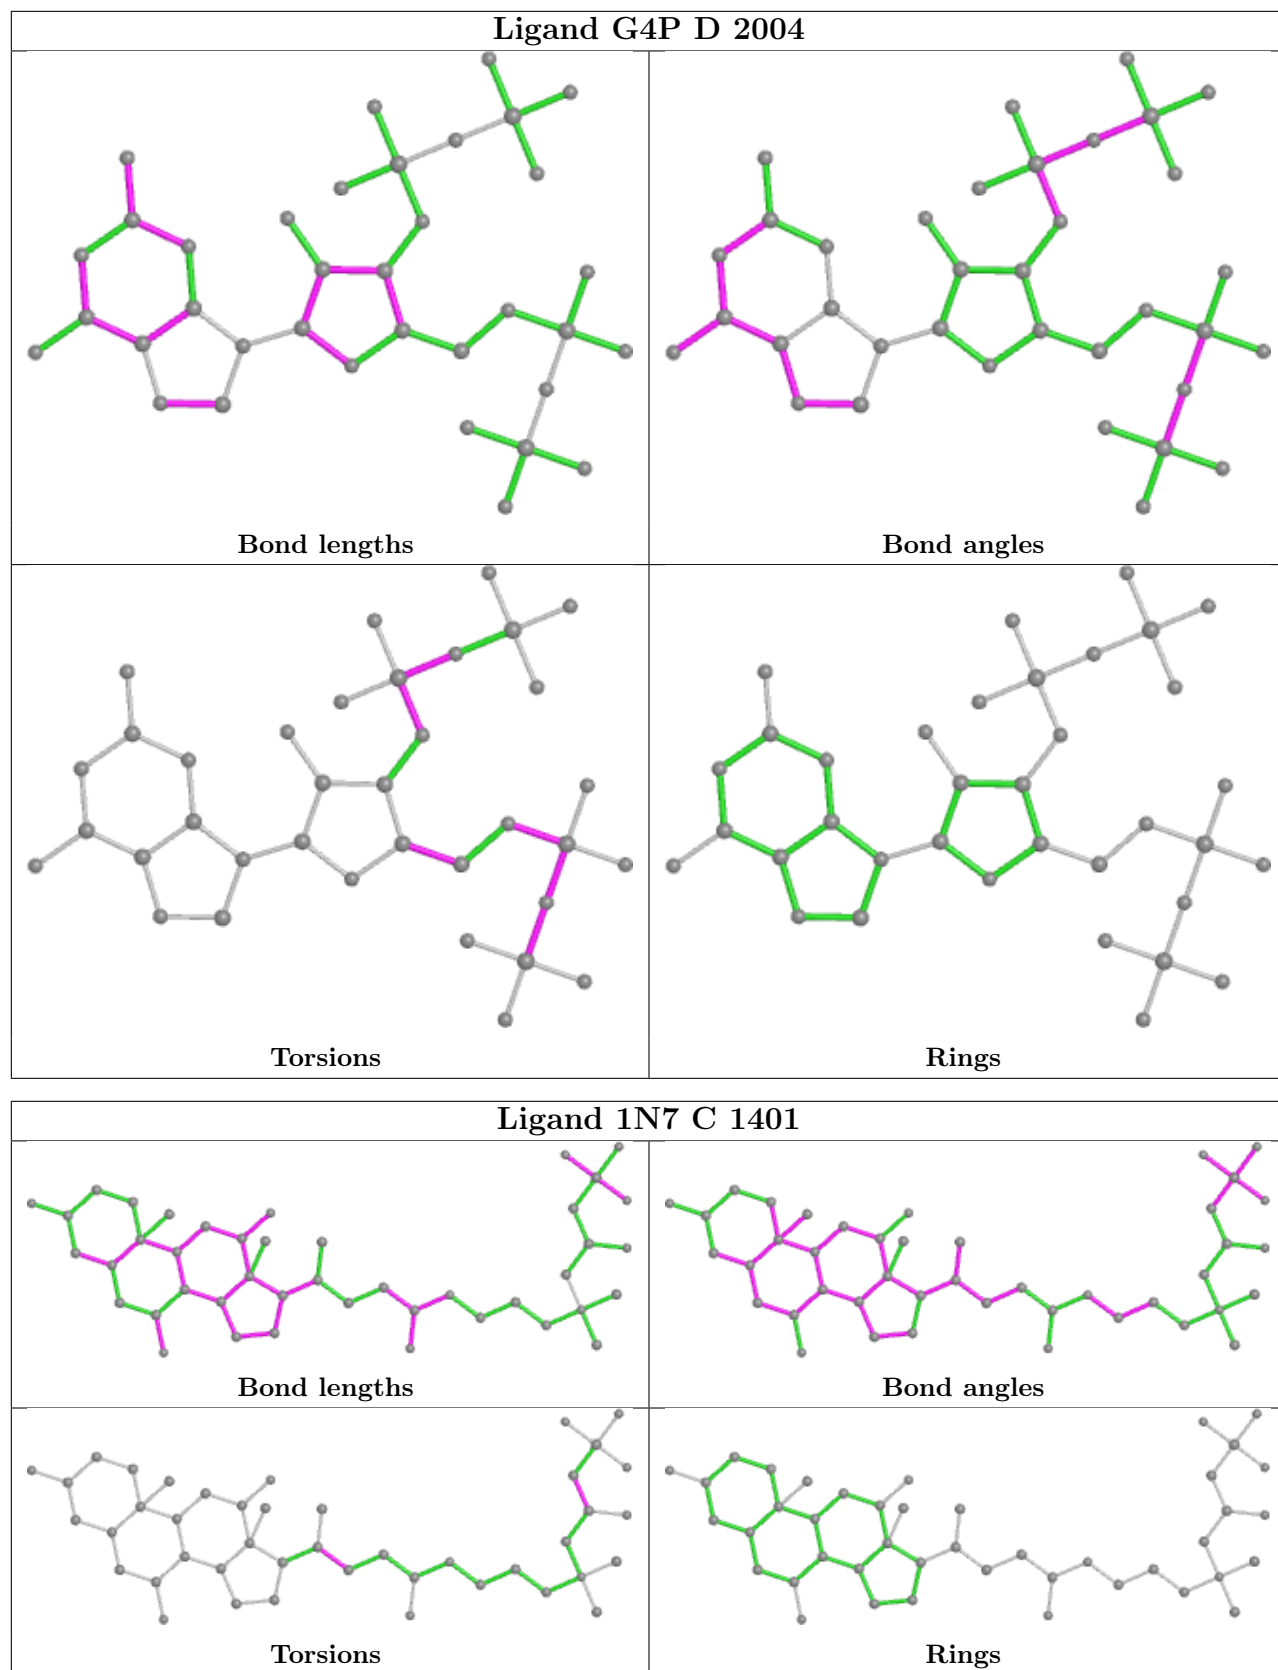 Ligand G4P D 2004
Bond lengths
Bond angles
Torsions
Rings
Ligand 1N7 C 1401
Bond lengths
Bond angles
Torsions
Rings